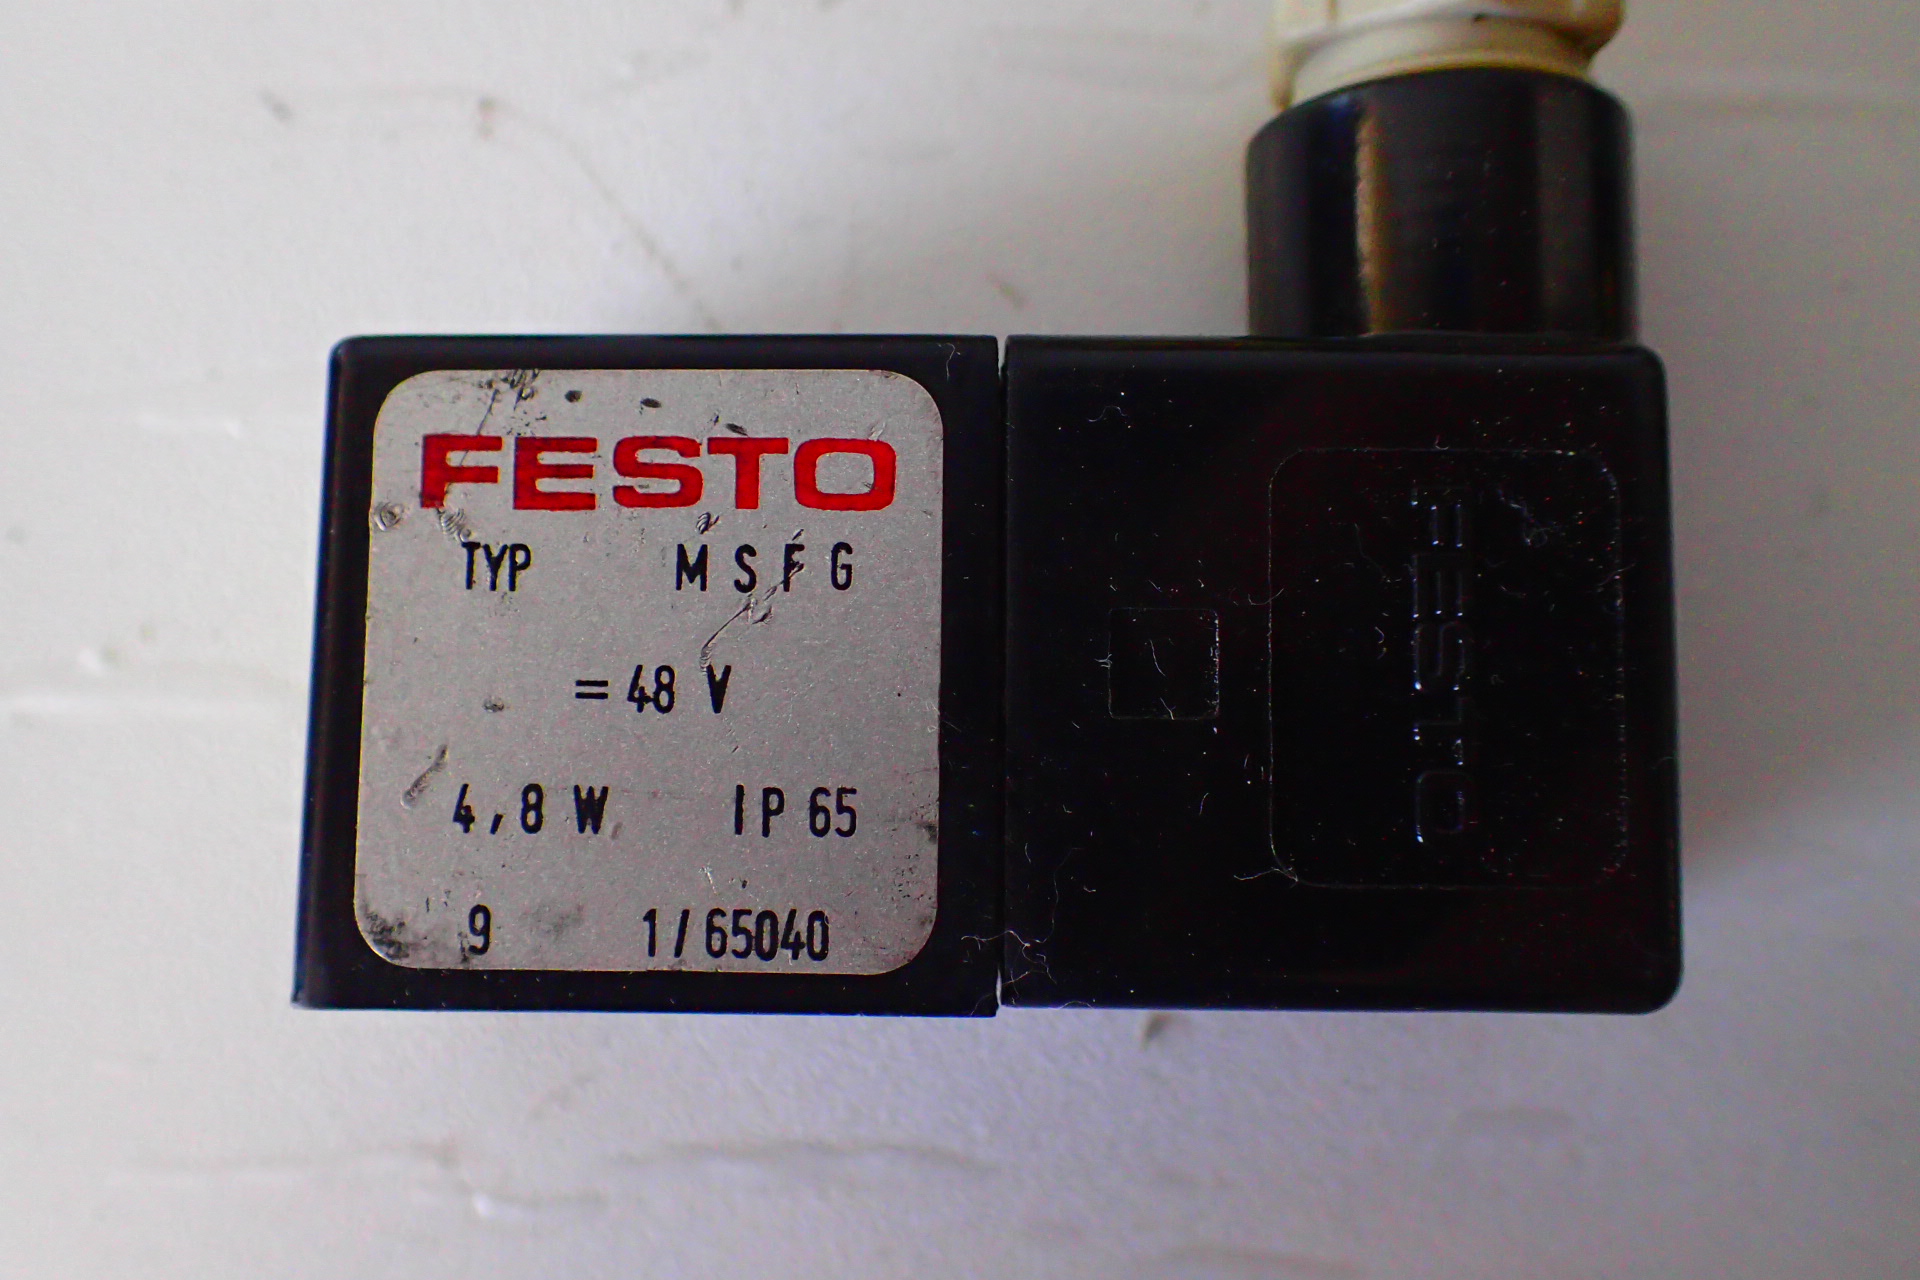 FESTO
TYP MSFG
= 48 V
4,8 W IP 65
9 1/65040
FESTO